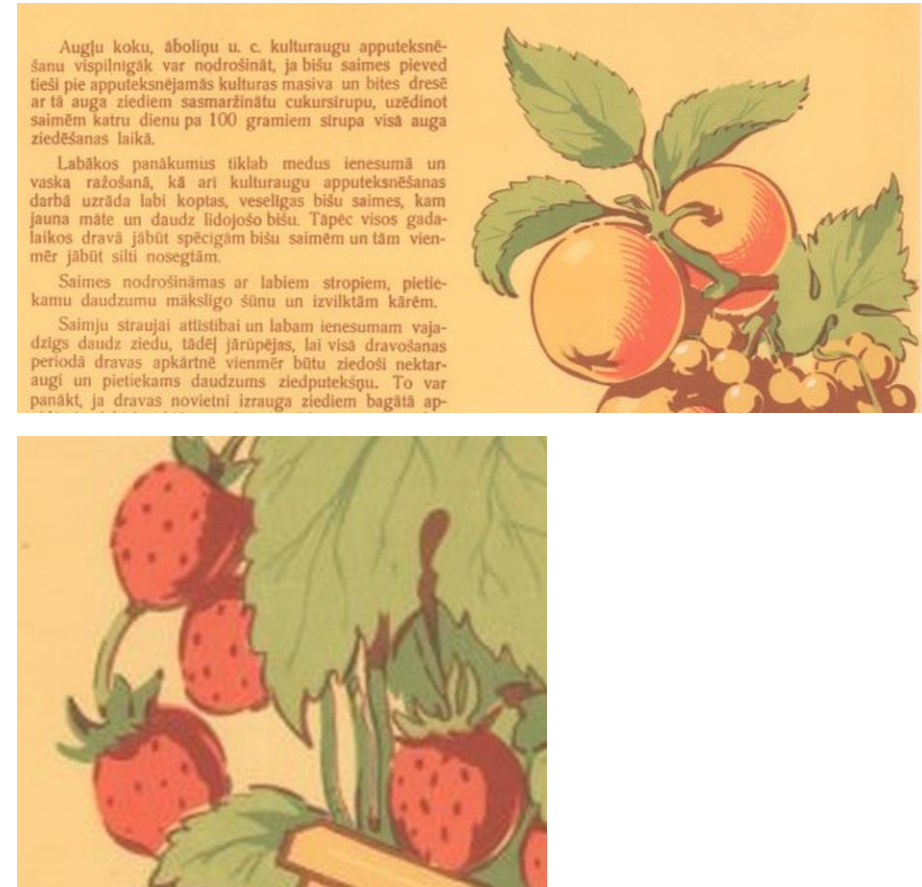 Augļu koku, āboliņu u. c. kulturaugu apputeksnē-
šanu vispilnīgāk var nodrošināt, ja bišu saimes pieved
tieši pie apputeksnējamās kulturas masiva un bites dresē
ar tā auga ziediem sasmaržinātu cukursīrupu, uzēdinot
saimēm katru dienu pa 100 gramiem sīrupa visā auga
ziedēšanas laikā.
Labākos panākumus tiklab medus ienesumā un
vaska ražošanā, kā arī kulturaugu apputeksnēšanas
darbā uzrāda labi koptas, veselīgas bišu saimes, kam
jauna māte un daudz lidojošo bišu. Tāpēc visos gada-
laikos dravā jābūt spēcīgām bišu saimēm un tām vien-
mēr jābūt silti nosegtām.
Saimes nodrošināmas ar labiem stropiem, pietie-
kamu daudzumu mākslīgo šūnu un izvilktām kārēm.
Saimju straujai attīstībai un labam ienesumam vaja-
dzīgs daudz ziedu, tādēļ jārūpējas, lai visā dravošanas
periodā dravas apkārtnē vienmēr būtu ziedoši nektar-
augi un pietiekams daudzums ziedputekšņu. To var
panākt, ja dravas novietni izrauga ziediem bagātā ap-